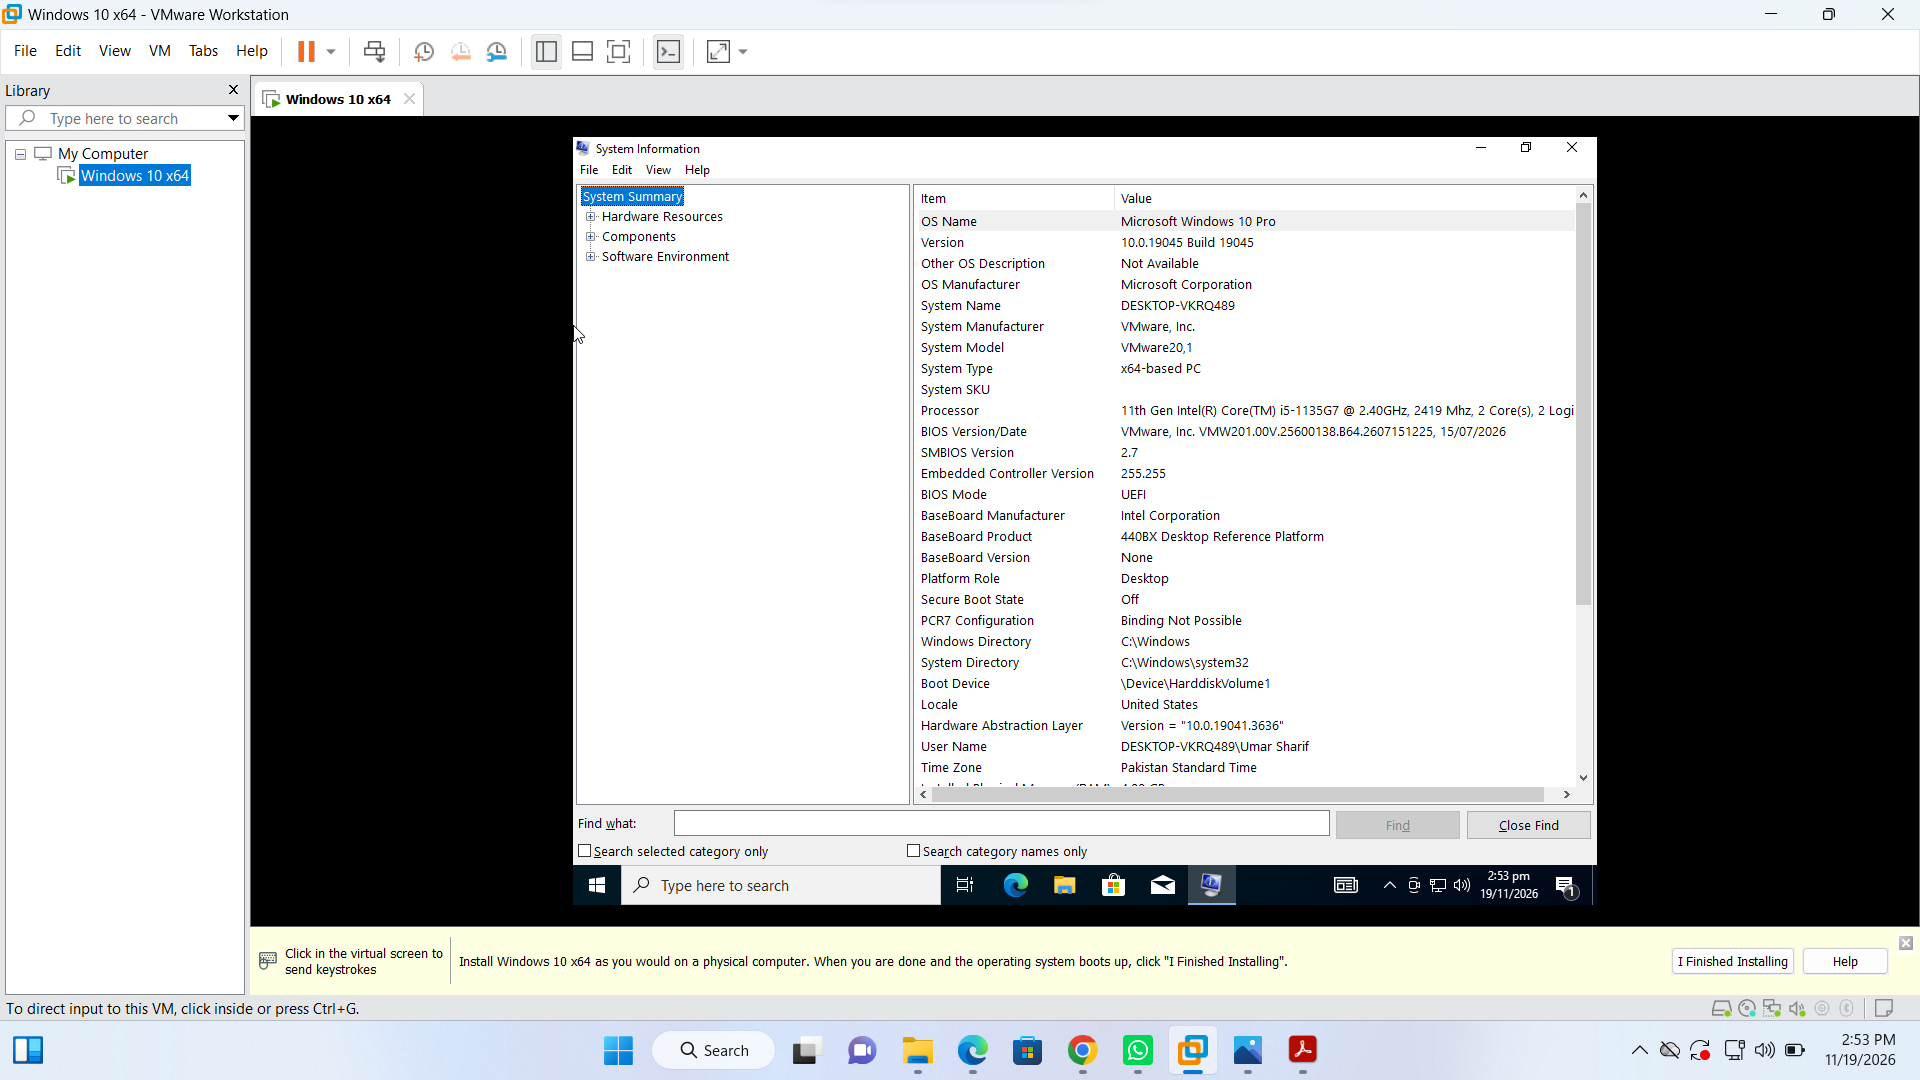 Windows 10 x64 - VMware Workstation
File Edit View VM Tabs Help
Library
Type here to search
My Computer
Windows 10 x64
Windows 10 x64
System Information
File Edit View Help
System Summary
Hardware Resources
Components
Software Environment
Item Value
OS Name Microsoft Windows 10 Pro
Version 10.0.19045 Build 19045
Other OS Description Not Available
OS Manufacturer Microsoft Corporation
System Name DESKTOP-VKRQ489
System Manufacturer VMware, Inc.
System Model VMware20,1
System Type x64-based PC
System SKU
Processor 11th Gen Intel(R) Core(TM) i5-1135G7 @ 2.40GHz, 2419 Mhz, 2 Core(s), 2 Logi
BIOS Version/Date VMware, Inc. VMW201.00V.25600138.B64.2607151225, 15/07/2026
SMBIOS Version 2.7
Embedded Controller Version 255.255
BIOS Mode UEFI
BaseBoard Manufacturer Intel Corporation
BaseBoard Product 440BX Desktop Reference Platform
BaseBoard Version None
Platform Role Desktop
Secure Boot State Off
PCR7 Configuration Binding Not Possible
Windows Directory C:\Windows
System Directory C:\Windows\system32
Boot Device \Device\HarddiskVolume1
Locale United States
Hardware Abstraction Layer Version = "10.0.19041.3636"
User Name DESKTOP-VKRQ489\Umar Sharif
Time Zone Pakistan Standard Time
Find what: Find Close Find
Search selected category only Search category names only
Type here to search
2:53 pm
19/11/2026
1
Click in the virtual screen to
send keystrokes
Install Windows 10 x64 as you would on a physical computer. When you are done and the operating system boots up, click "I Finished Installing".
I Finished Installing Help
To direct input to this VM, click inside or press Ctrl+G.
Search
2:53 PM
11/19/2026